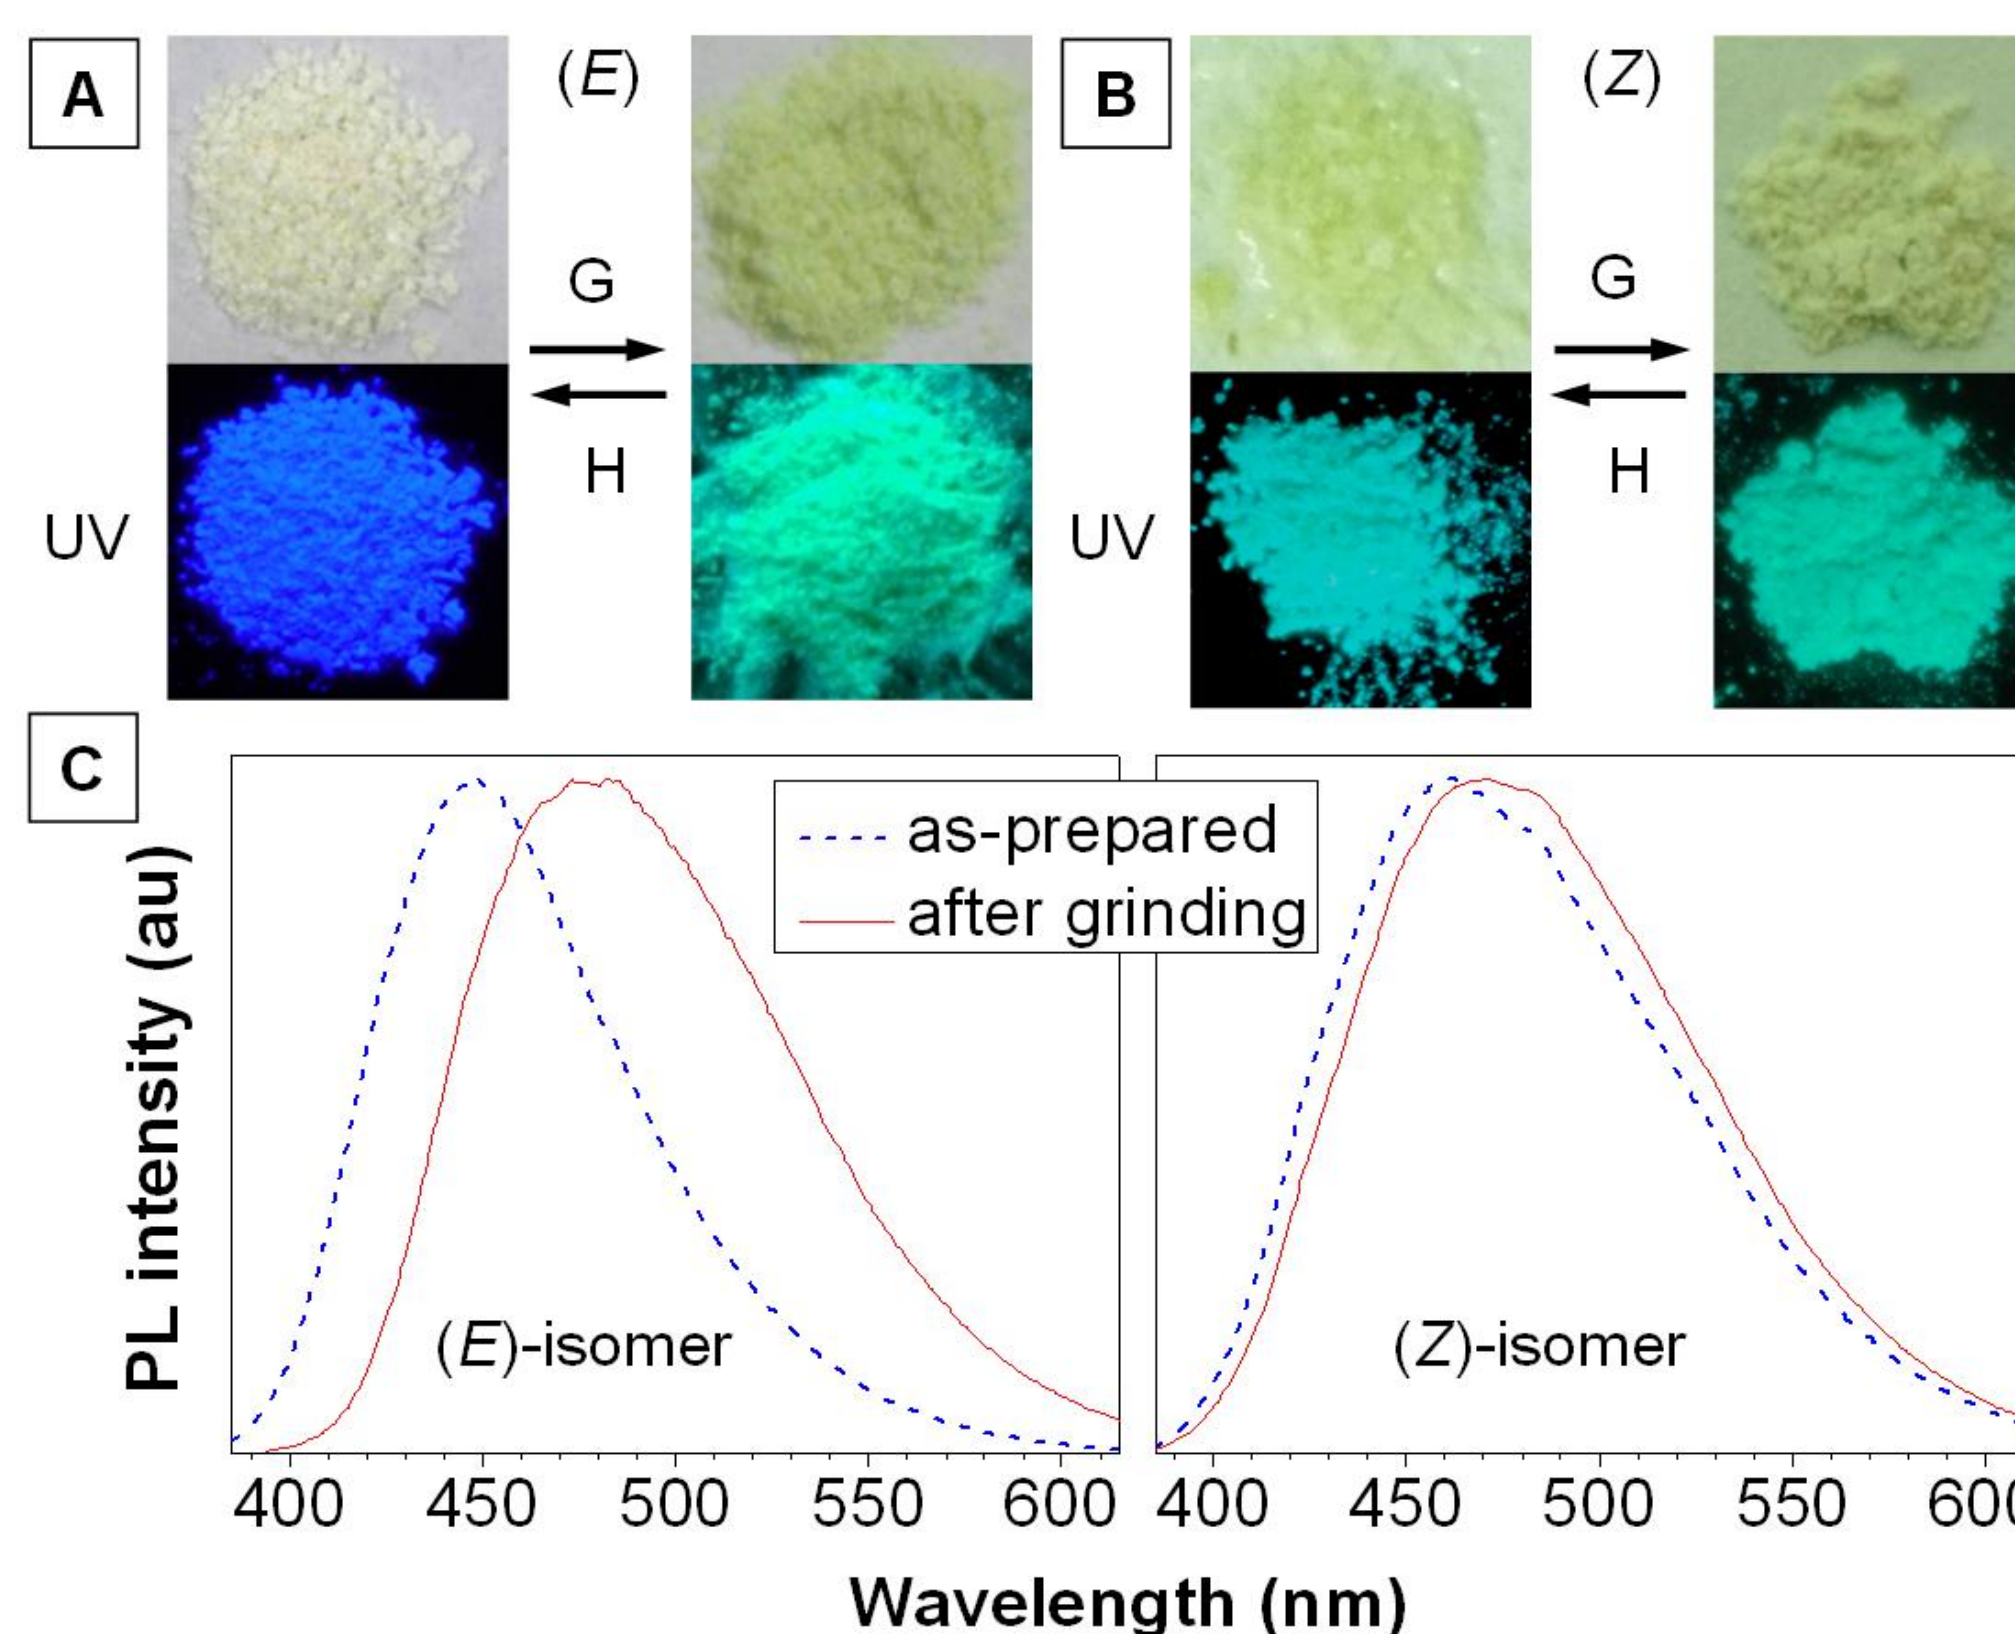 A
(E)
B
(Z)
G
G
H
H
UV
UV
C
as-prepared
after grinding
PL intensity (au)
(E)-isomer
(Z)-isomer
400 450 500 550 600 400 450 500 550 600
Wavelength (nm)